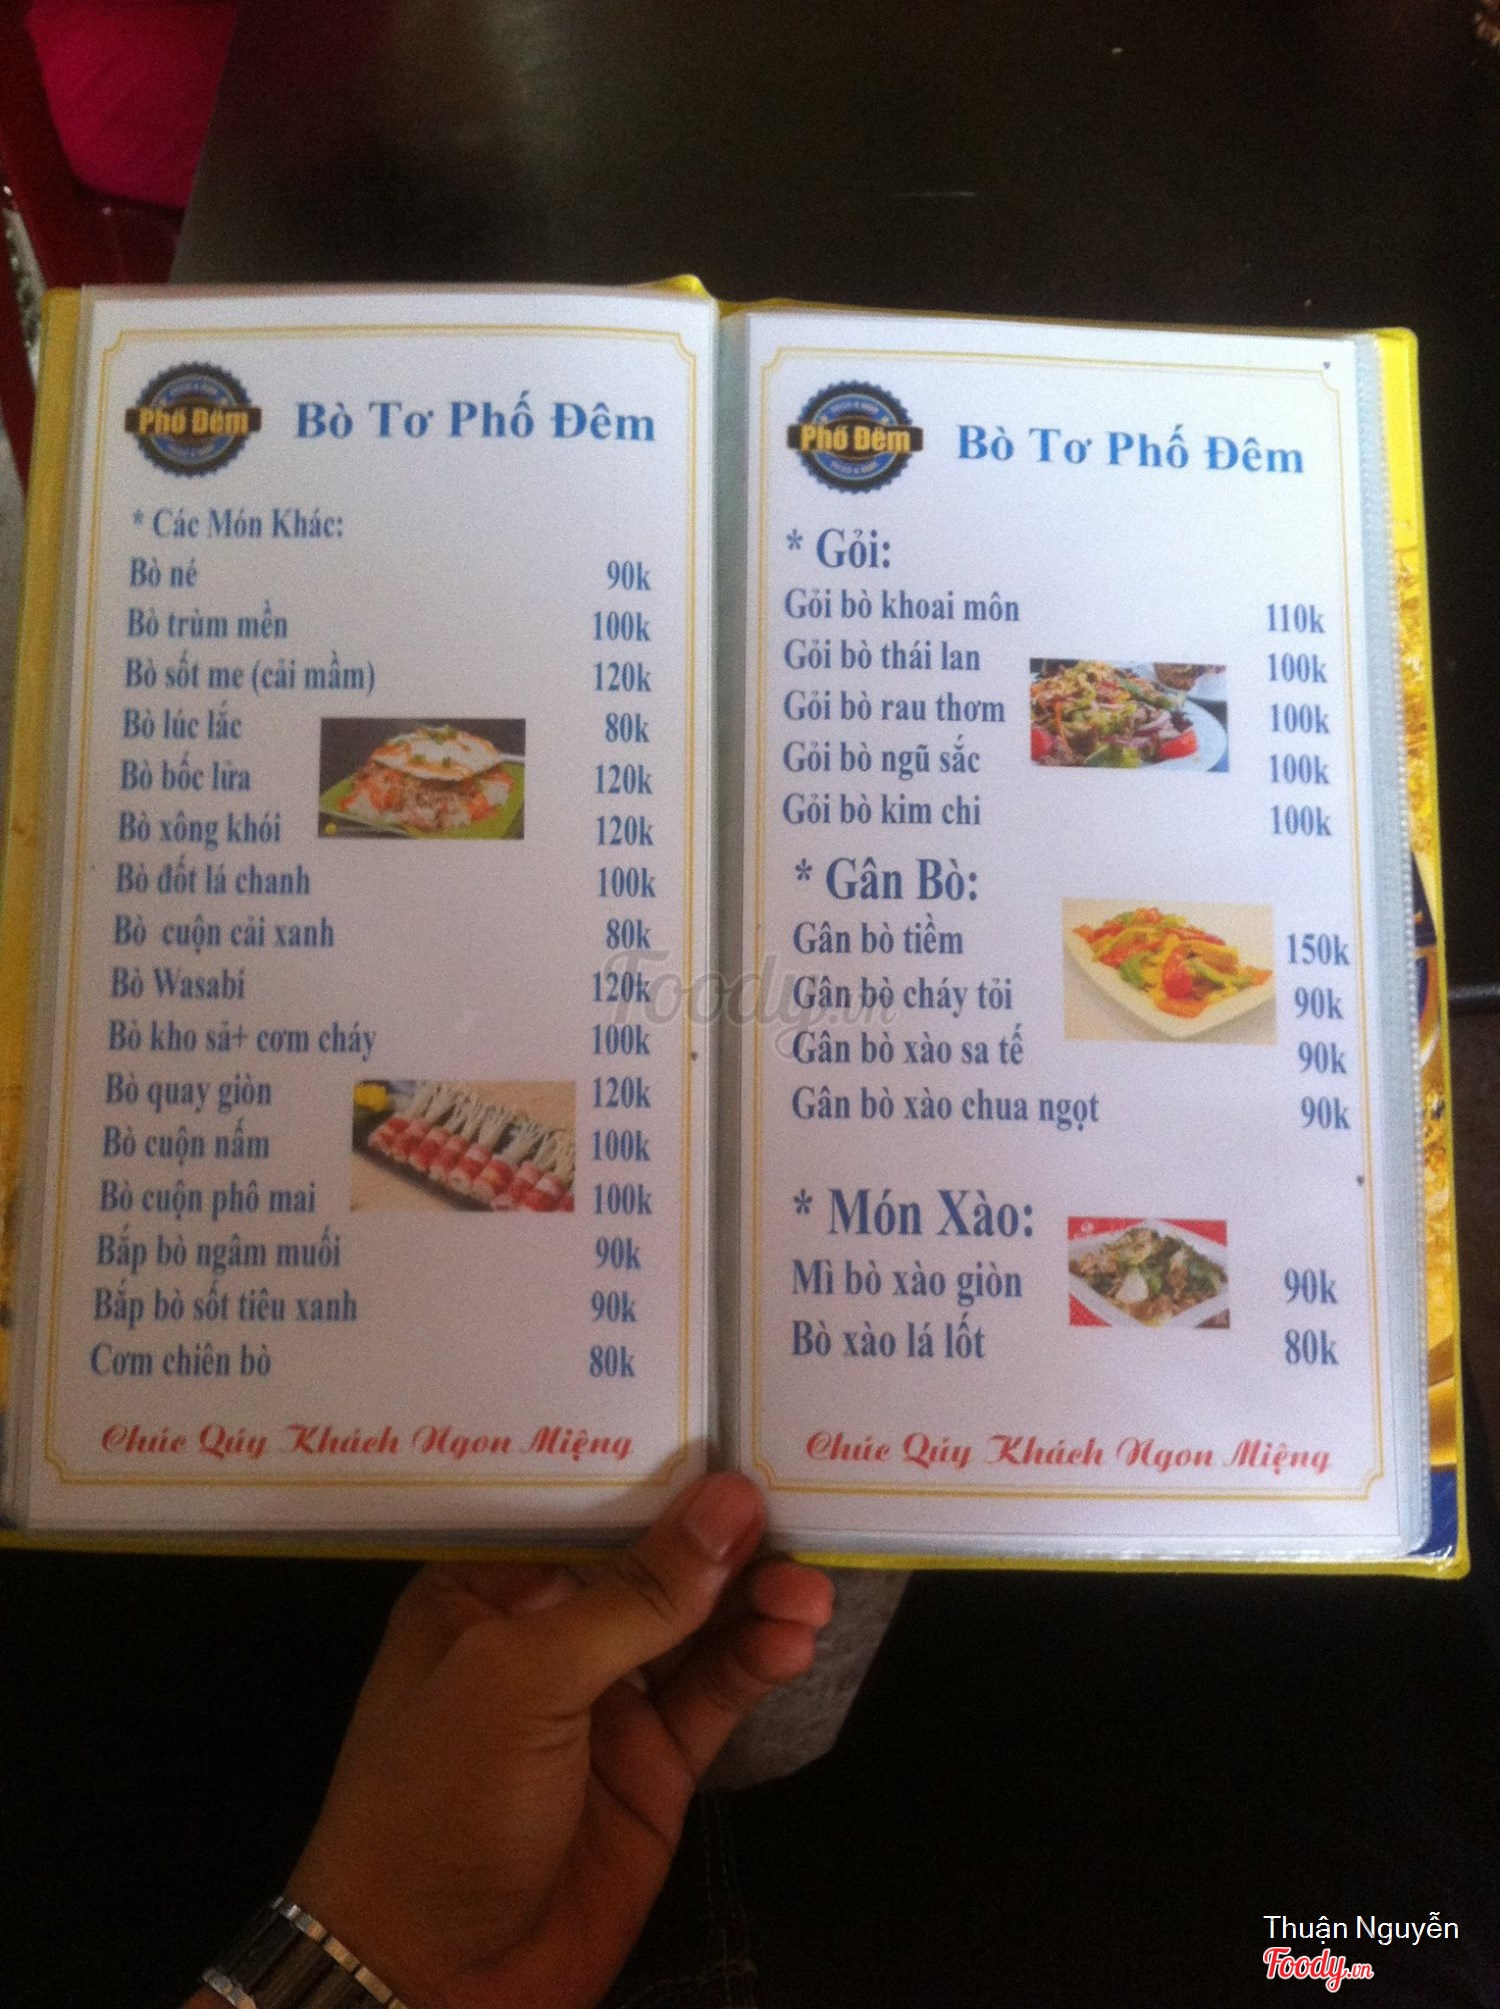 Phố Đêm
Bò Tơ Phố Đêm
* Các Món Khác:
Bò né 90k
Bò trùm mền 100k
Bò sốt me (cải mầm) 120k
Bò lúc lắc 80k
Bò bốc lửa 120k
Bò xông khói 120k
Bò đốt lá chanh 100k
Bò cuộn cải xanh 80k
Bò Wasabi 120k
Bò kho sả+ cơm cháy 100k
Bò quay giòn 120k
Bò cuộn nấm 100k
Bò cuộn phô mai 100k
Bắp bò ngâm muối 90k
Bắp bò sốt tiêu xanh 90k
Cơm chiên bò 80k
Chúc Qúy Khách Ngon Miệng
Phố Đêm
Bò Tơ Phố Đêm
* Gỏi:
Gỏi bò khoai môn 110k
Gỏi bò thái lan 100k
Gỏi bò rau thơm 100k
Gỏi bò ngũ sắc 100k
Gỏi bò kim chi 100k
* Gân Bò:
Gân bò tiềm 150k
Gân bò cháy tỏi 90k
Gân bò xào sa tế 90k
Gân bò xào chua ngọt 90k
* Món Xào:
Mì bò xào giòn 90k
Bò xào lá lốt 80k
Chúc Qúy Khách Ngon Miệng
Foody.vn
Thuận Nguyễn
Foody.vn